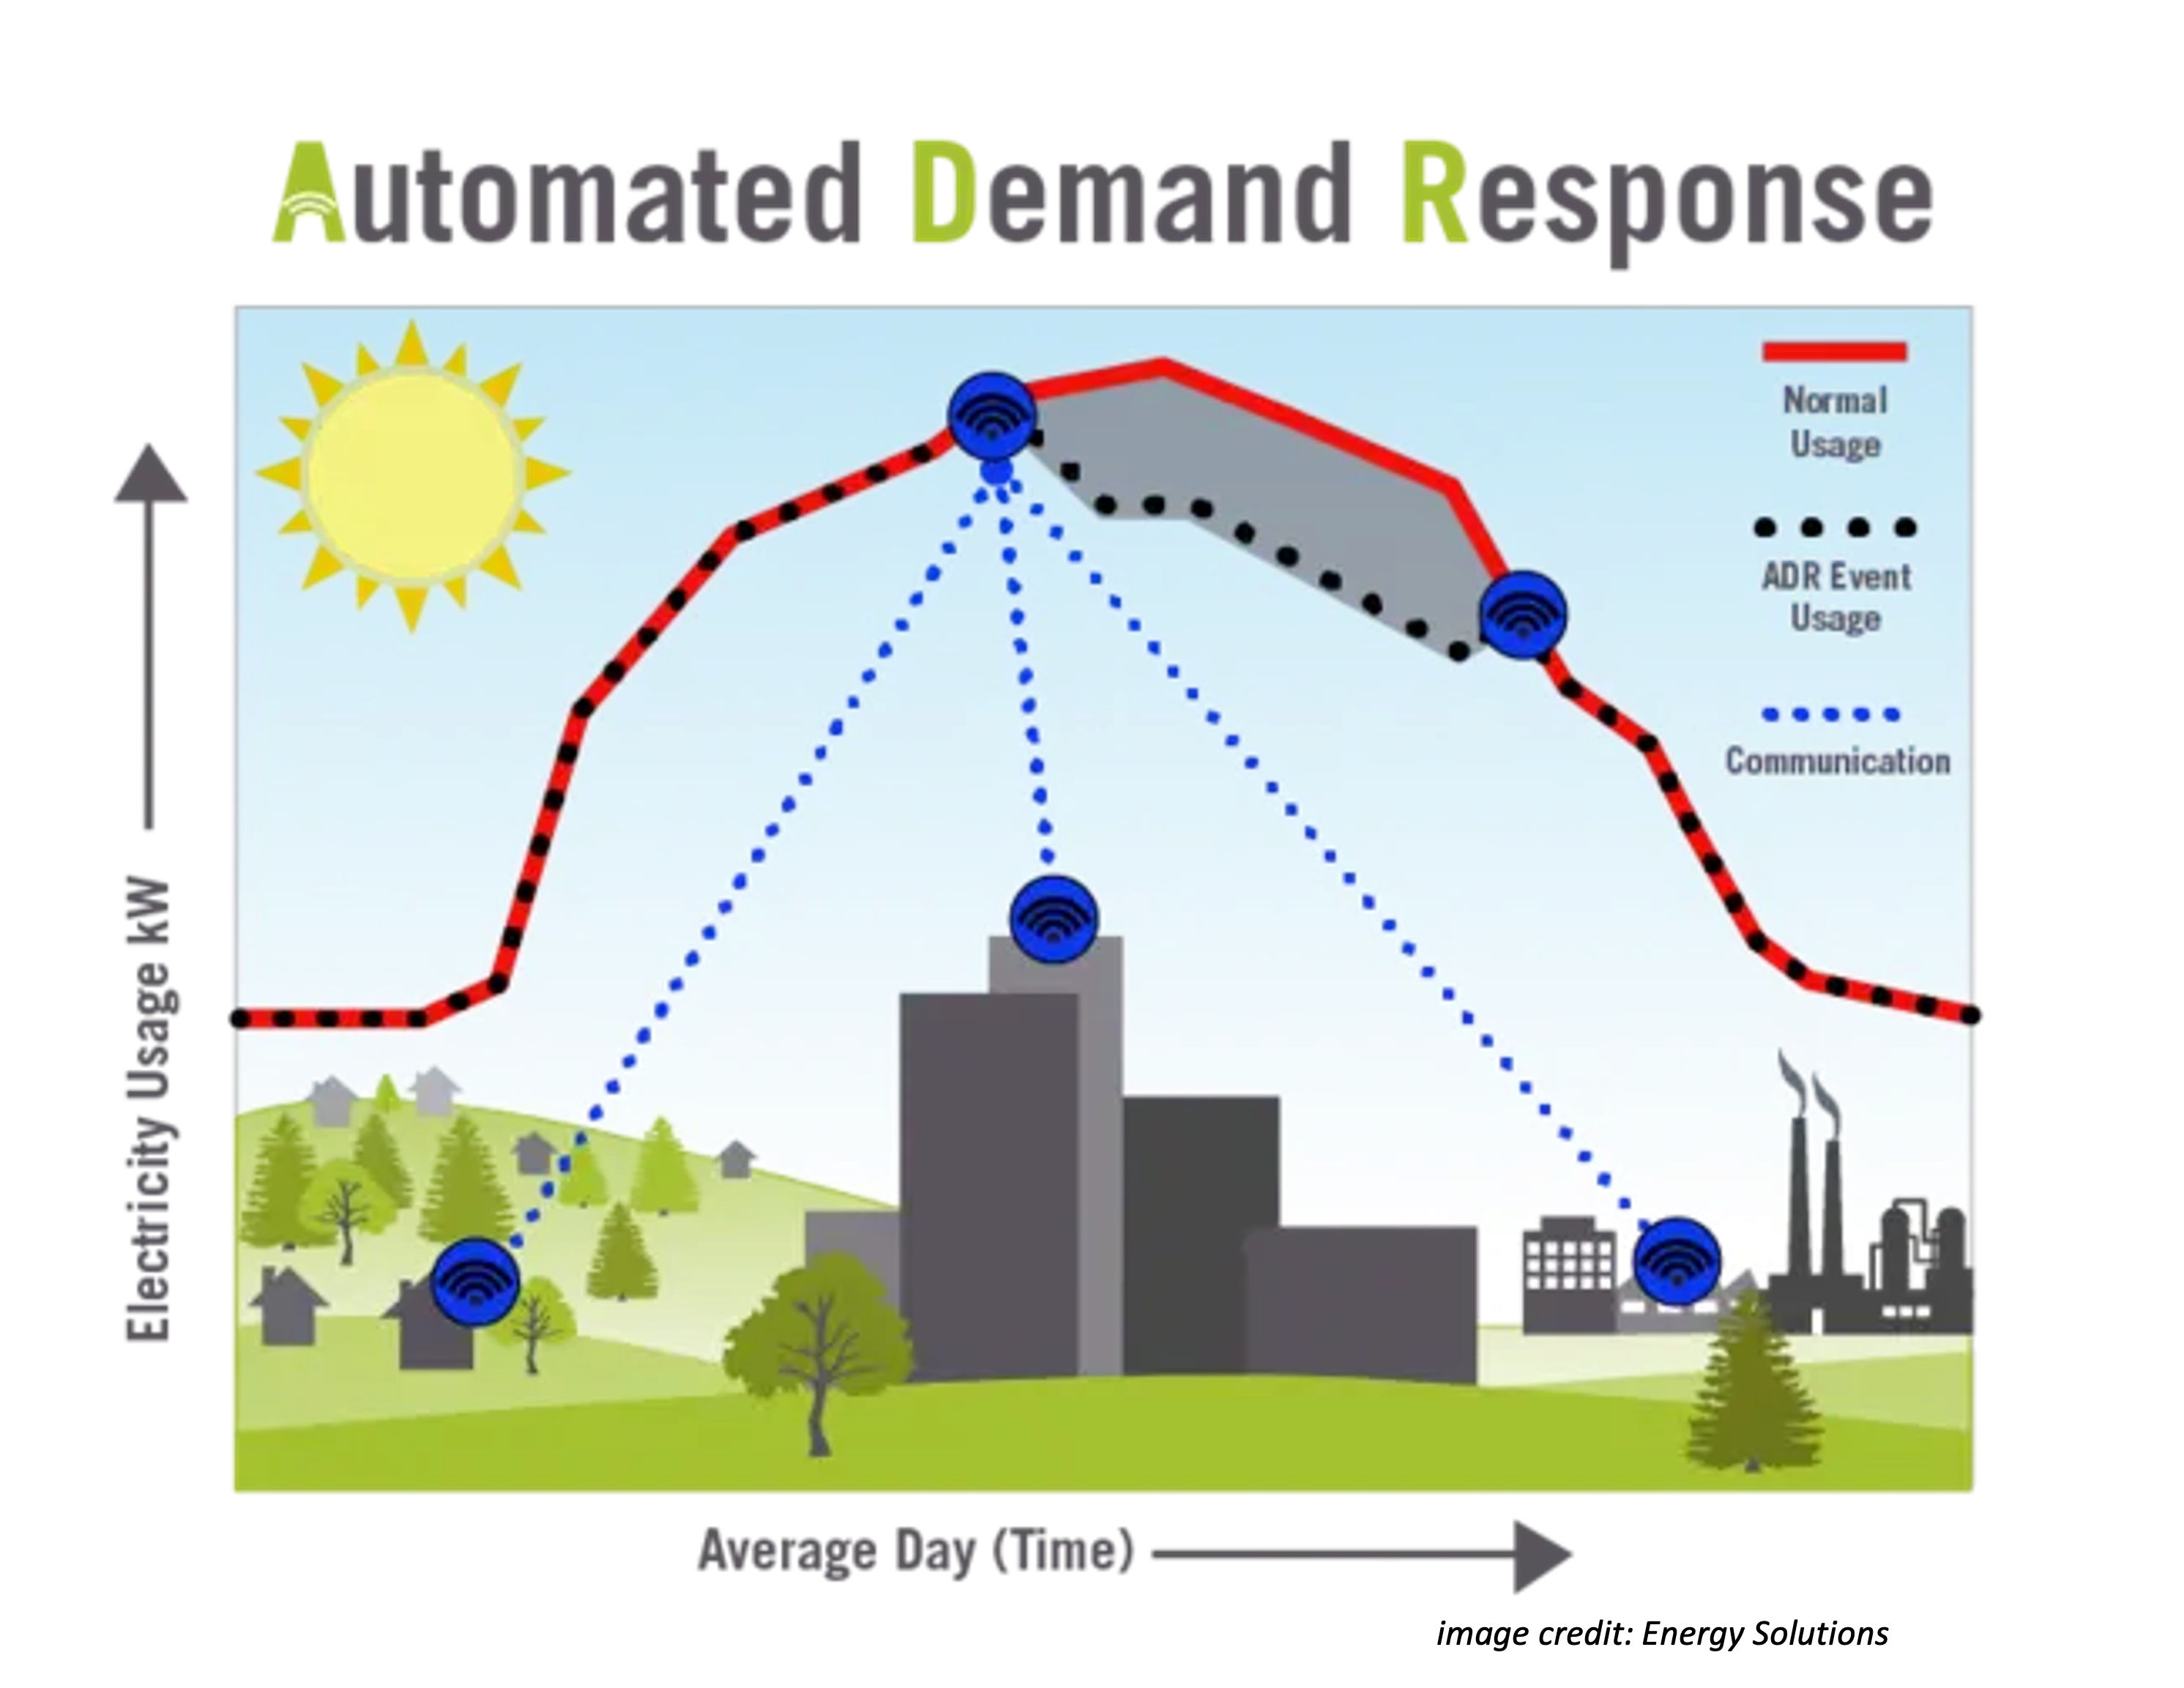 Automated Demand Response
Normal
Usage
ADR Event
Usage
Communication
Electricity Usage kW
Average Day (Time)
image credit: Energy Solutions